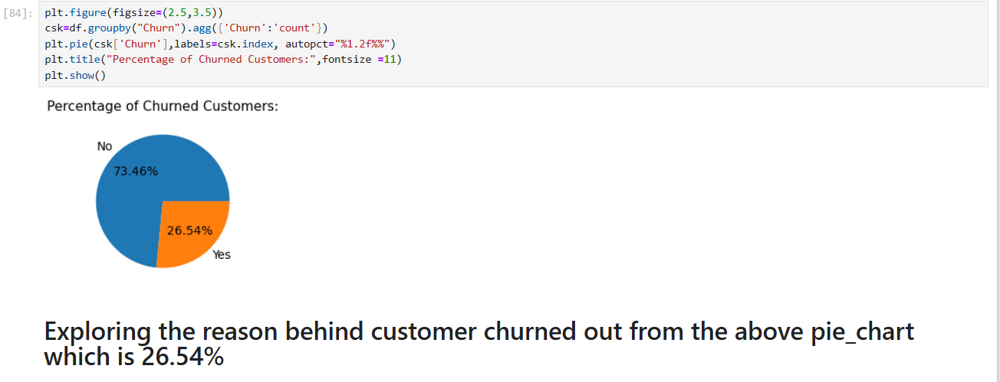 [84]: plt.figure(figsize=(2.5,3.5))
csk=df.groupby("Churn").agg({'Churn':'count'})
plt.pie(csk['Churn'],labels=csk.index, autopct="%1.2f%%")
plt.title("Percentage of Churned Customers:",fontsize =11)
plt.show()
Percentage of Churned Customers:
No
73.46%
26.54%
Yes
Exploring the reason behind customer churned out from the above pie_chart
which is 26.54%